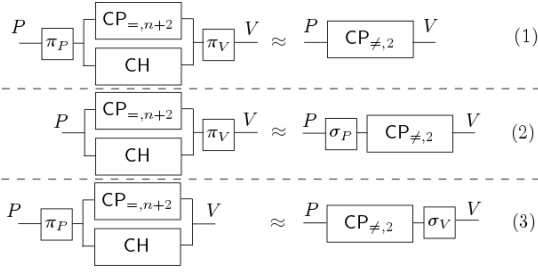 P π_P CP_{=,n+2} CH π_V V ≈ P CP_{≠,2} V (1)
P CP_{=,n+2} CH π_V V ≈ P σ_P CP_{≠,2} V (2)
P π_P CP_{=,n+2} CH V ≈ P CP_{≠,2} σ_V V (3)